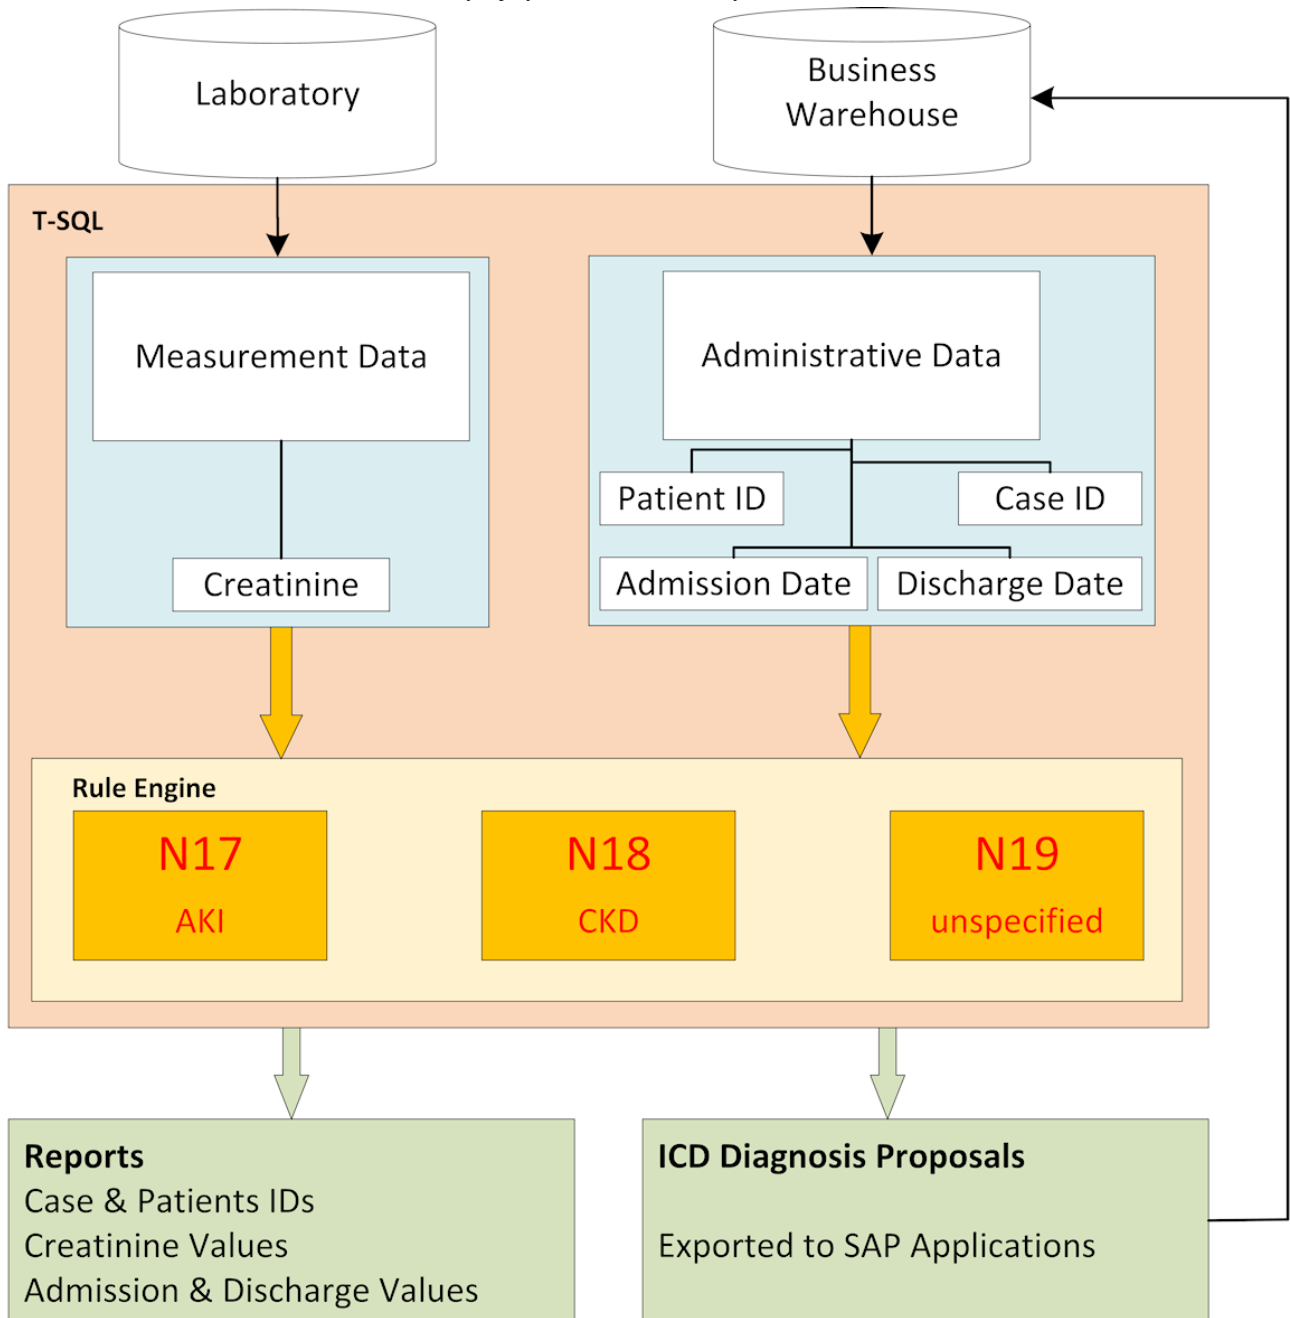 Laboratory
Business
Warehouse
T-SQL
Measurement Data
Administrative Data
Patient ID
Case ID
Creatinine
Admission Date
Discharge Date
Rule Engine
N17
AKI
N18
CKD
N19
unspecified
Reports
Case & Patients IDs
Creatinine Values
Admission & Discharge Values
ICD Diagnosis Proposals
Exported to SAP Applications